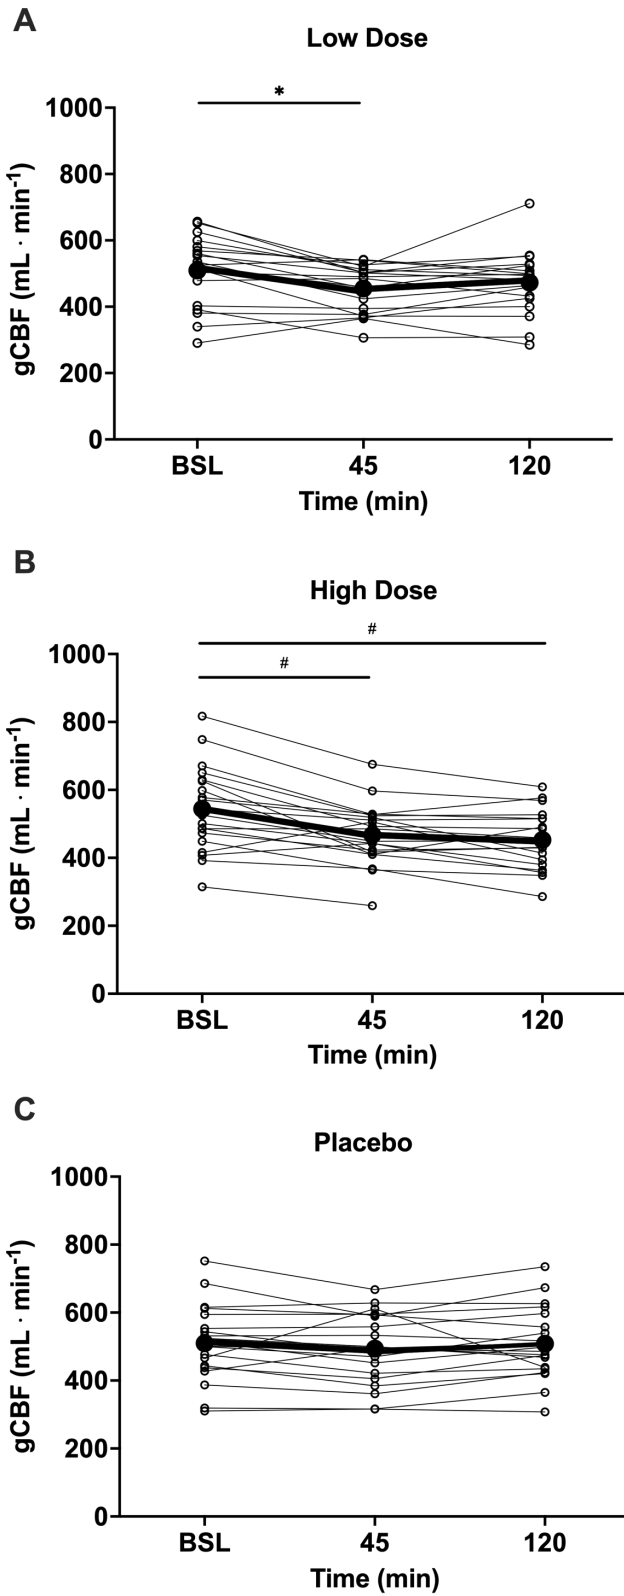 A
Low Dose
*
1000
800
600
400
200
0
gCBF (mL · min⁻¹)
BSL 45 120
Time (min)
B
High Dose
#
#
1000
800
600
400
200
0
gCBF (mL · min⁻¹)
BSL 45 120
Time (min)
C
Placebo
1000
800
600
400
200
0
gCBF (mL · min⁻¹)
BSL 45 120
Time (min)